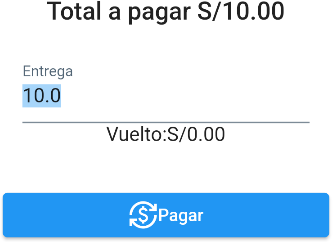 Total a pagar S/10.00
Entrega
10.0
Vuelto:S/0.00
Pagar